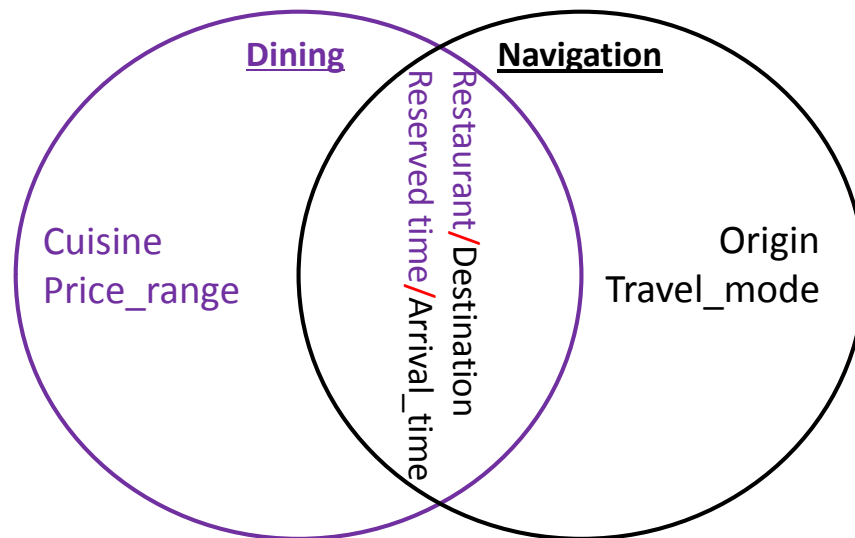 Dining
Navigation
Restaurant/Destination
Reserved time/Arrival_time
Cuisine
Price_range
Origin
Travel_mode